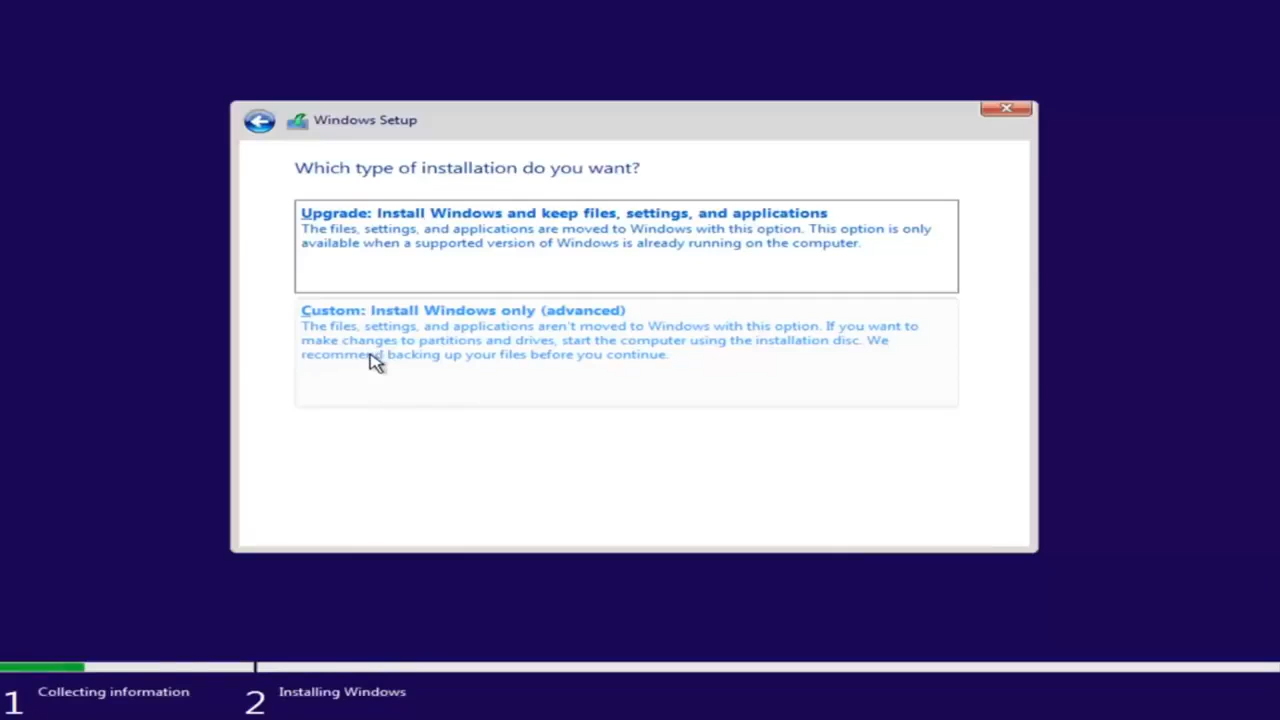 Windows Setup
Which type of installation do you want?
Upgrade: Install Windows and keep files, settings, and applications
The files, settings, and applications are moved to Windows with this option. This option is only
available when a supported version of Windows is already running on the computer.
Custom: Install Windows only (advanced)
The files, settings, and applications aren't moved to Windows with this option. If you want to
make changes to partitions and drives, start the computer using the installation disc. We
recommend backing up your files before you continue.
1 Collecting information 2 Installing Windows